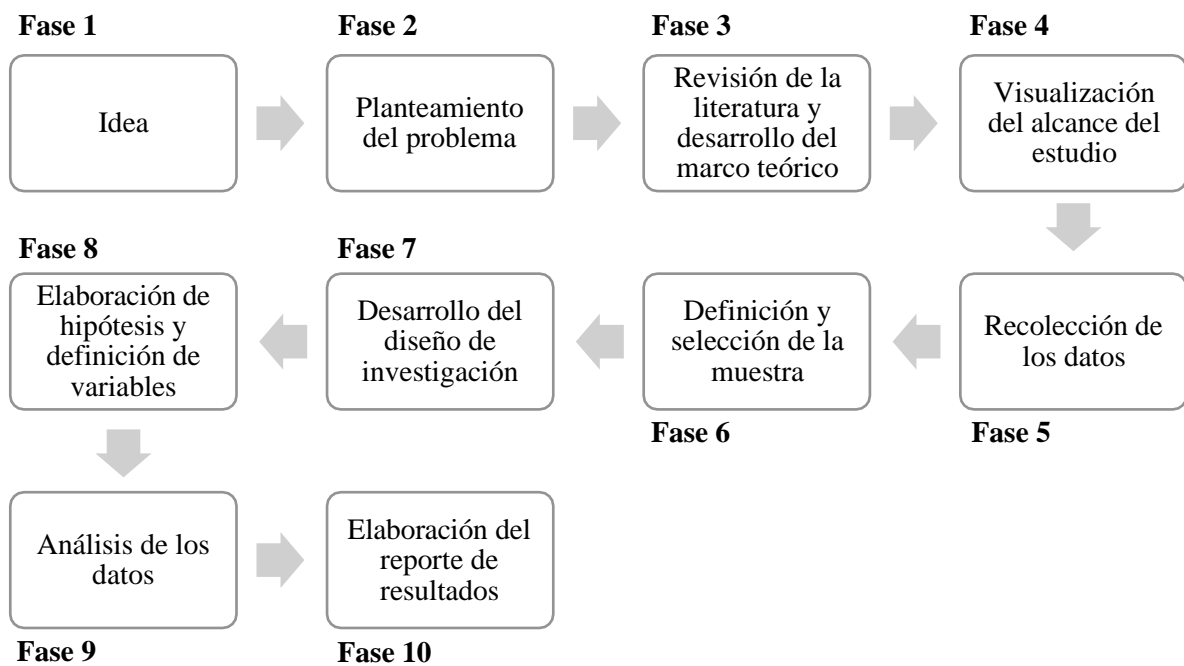 Fase 1
Idea
Fase 2
Planteamiento
del problema
Fase 3
Revisión de la
literatura y
desarrollo del
marco teórico
Fase 4
Visualización
del alcance del
estudio
Recolección de
los datos
Fase 5
Definición y
selección de la
muestra
Fase 6
Fase 7
Desarrollo del
diseño de
investigación
Fase 8
Elaboración de
hipótesis y
definición de
variables
Análisis de los
datos
Fase 9
Elaboración del
reporte de
resultados
Fase 10